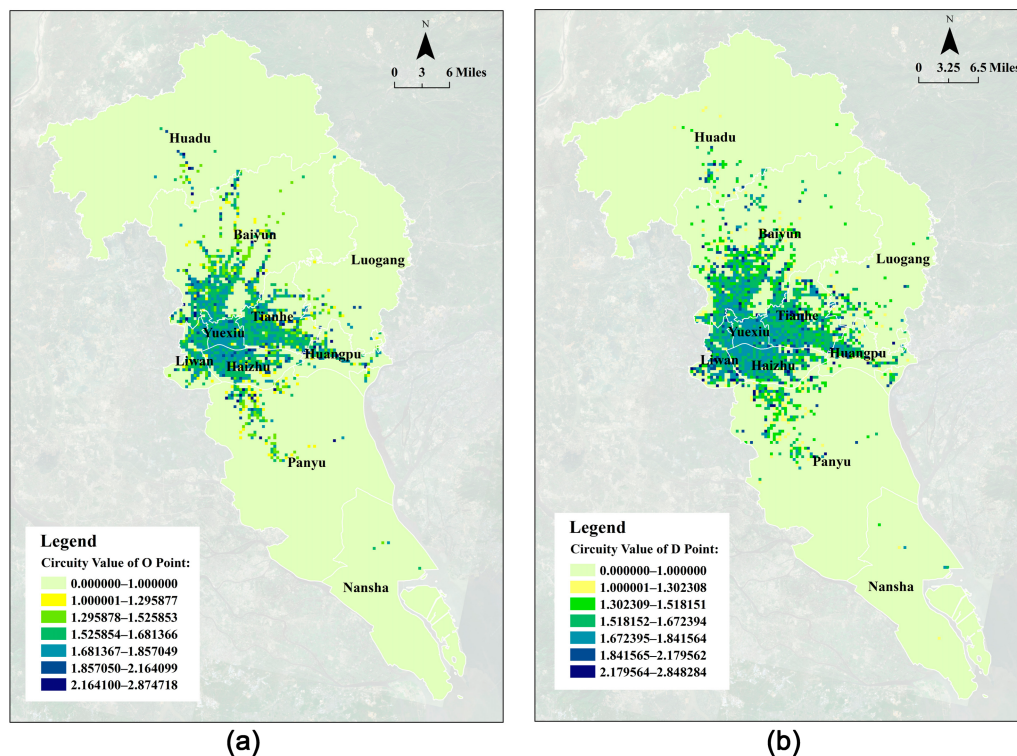 N
0 3 6 Miles
Huadu
Baiyun
Luogang
Tianhe
Yuexiu
Huangpu
Liwan
Haizhu
Panyu
Nansha
Legend
Circuity Value of O Point:
0.000000–1.000000
1.000001–1.295877
1.295878–1.525853
1.525854–1.681366
1.681367–1.857049
1.857050–2.164099
2.164100–2.874718
(a)
N
0 3.25 6.5 Miles
Huadu
Baiyun
Luogang
Tianhe
Yuexiu
Huangpu
Liwan
Haizhu
Panyu
Nansha
Legend
Circuity Value of D Point:
0.000000–1.000000
1.000001–1.302308
1.302309–1.518151
1.518152–1.672394
1.672395–1.841564
1.841565–2.179562
2.179564–2.848284
(b)